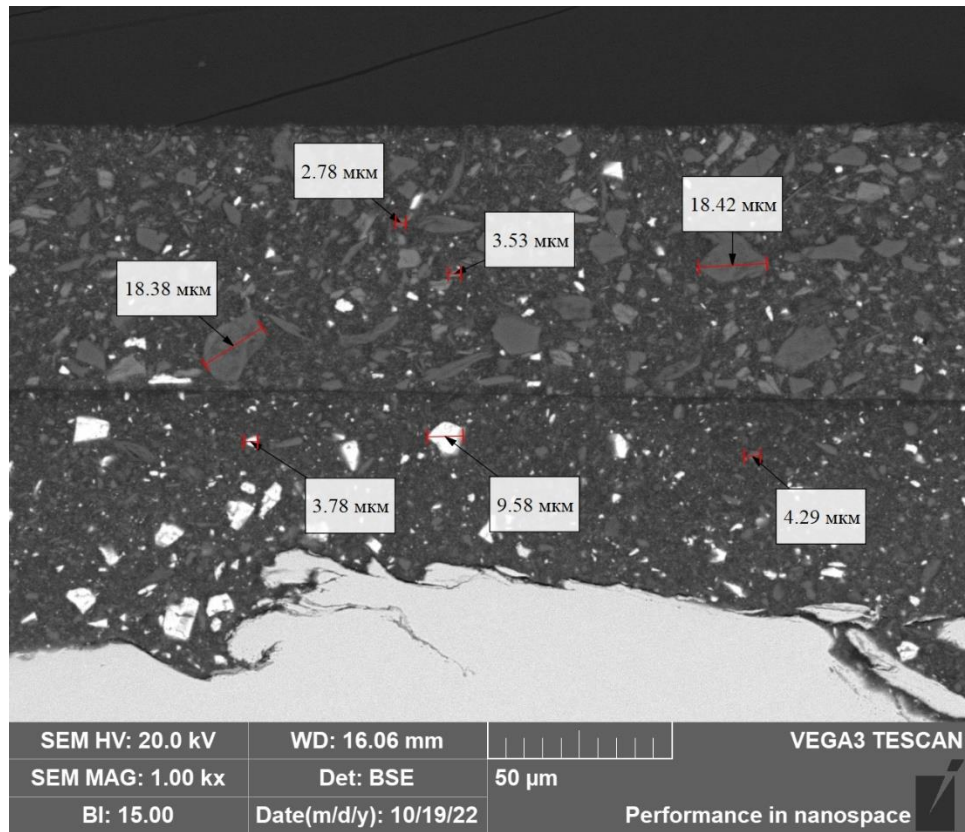 2.78 мкм
3.53 мкм
18.42 мкм
18.38 мкм
3.78 мкм
9.58 мкм
4.29 мкм
SEM HV: 20.0 kV
WD: 16.06 mm
VEGA3 TESCAN
SEM MAG: 1.00 kx
Det: BSE
50 µm
BI: 15.00
Date(m/d/y): 10/19/22
Performance in nanospace